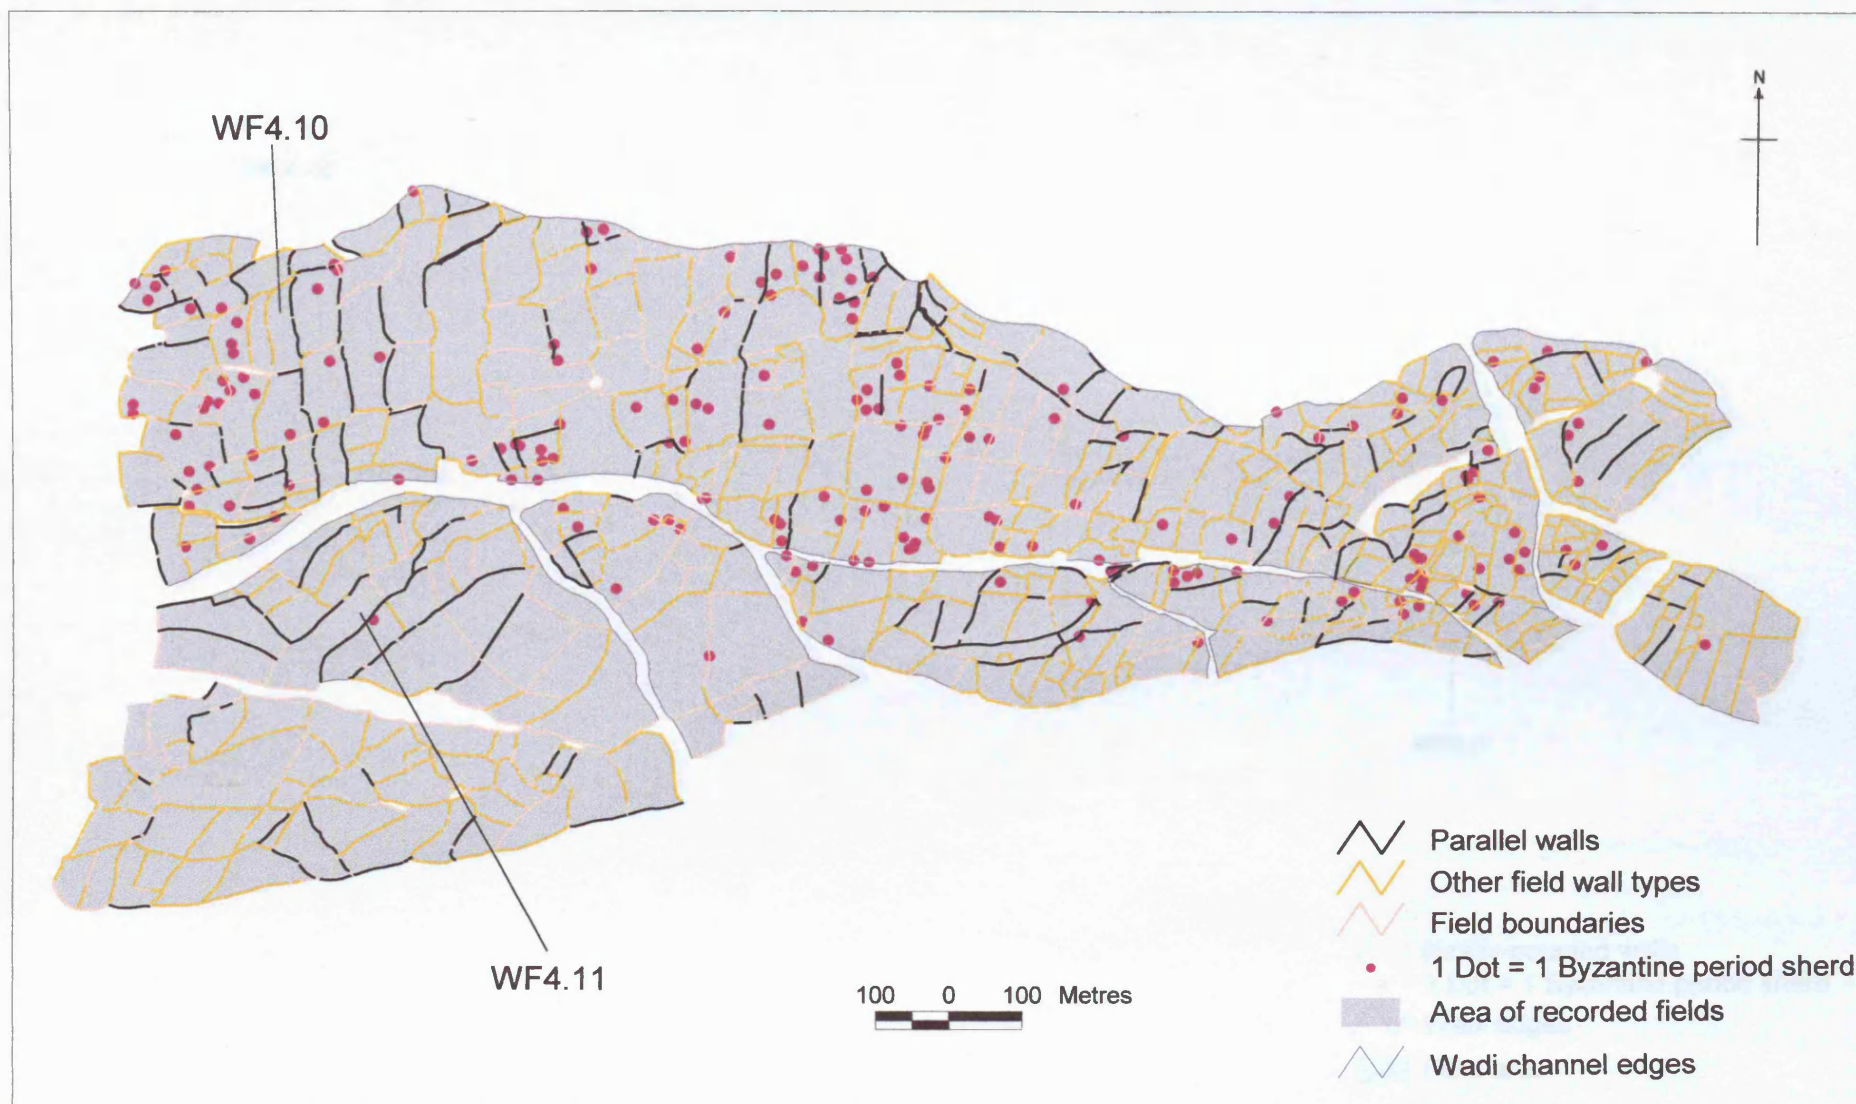 N
WF4.10
WF4.11
100 0 100 Metres
Parallel walls
Other field wall types
Field boundaries
1 Dot = 1 Byzantine period sherd
Area of recorded fields
Wadi channel edges